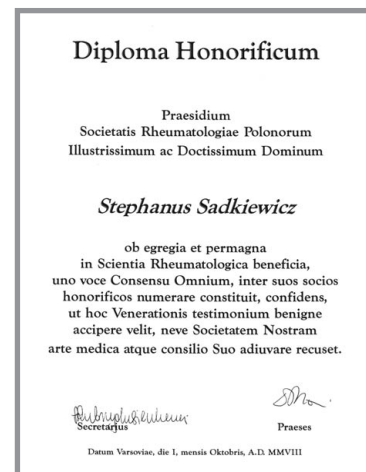 Diploma Honorificum
Praesidium
Societatis Rheumatologiae Polonorum
Illustrissimum ac Doctissimum Dominum
Stephanus Sadkiewicz
ob egregia et permagna
in Scientia Rheumatologica beneficia,
uno voce Consensu Omnium, inter suos socios
honorificos numerare constituit, confidens,
ut hoc Venerationis testimonium benigne
accipere velit, neve Societatem Nostram
arte medica atque consilio Suo adiuvare recuset.
Secretarius
Praeses
Datum Varsoviae, die I, mensis Oktobris, A.D. MMVIII